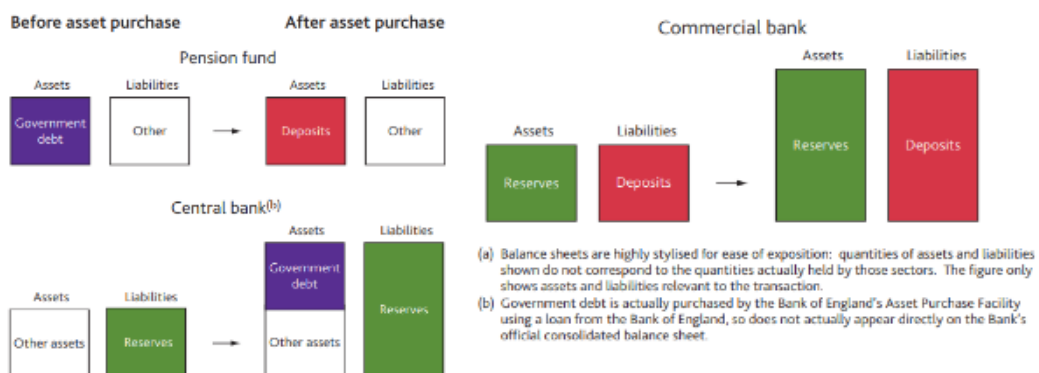 Before asset purchase After asset purchase
Pension fund
Assets Liabilities Assets Liabilities
Government
debt
Other
Deposits
Other
Central bank(b)
Assets Liabilities
Government
debt
Reserves
Assets Liabilities
Other assets
Reserves
Other assets
Commercial bank
Assets Liabilities
Assets Liabilities
Reserves
Deposits
Reserves
Deposits
(a) Balance sheets are highly stylised for ease of exposition: quantities of assets and liabilities
shown do not correspond to the quantities actually held by those sectors. The figure only
shows assets and liabilities relevant to the transaction.
(b) Government debt is actually purchased by the Bank of England's Asset Purchase Facility
using a loan from the Bank of England, so does not actually appear directly on the Bank's
official consolidated balance sheet.